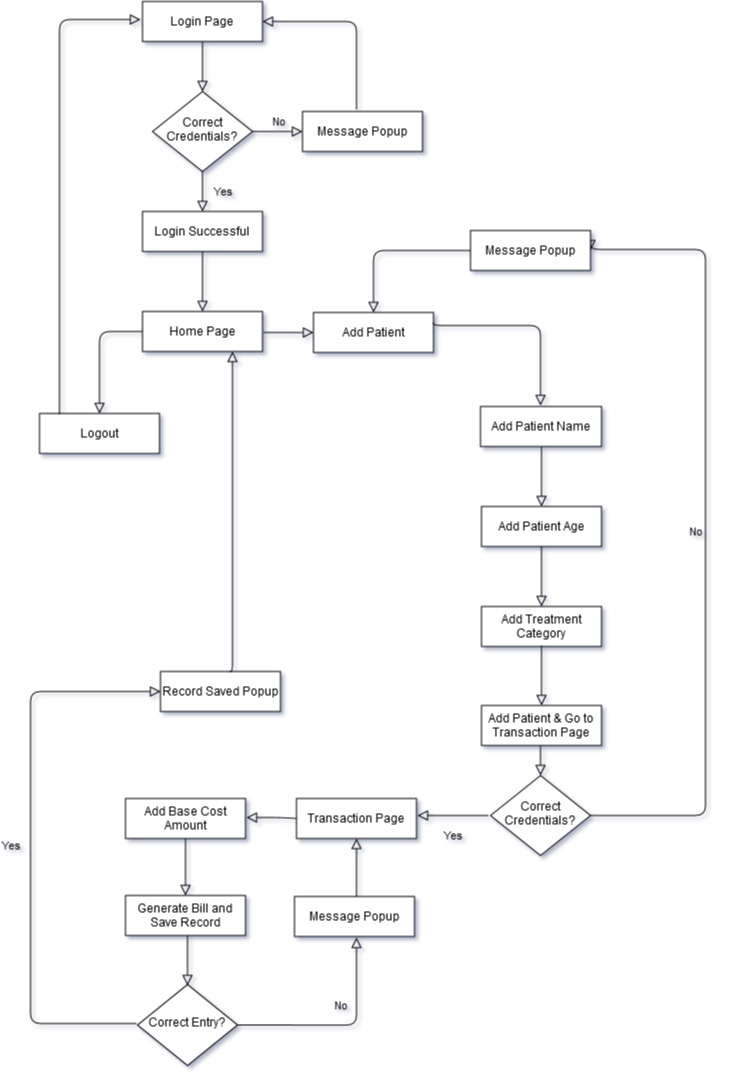 Login Page
Correct
Credentials?
No
Message Popup
Yes
Login Successful
Message Popup
Home Page
Add Patient
Logout
Add Patient Name
Add Patient Age
No
Add Treatment
Category
Record Saved Popup
Add Patient & Go to
Transaction Page
Correct
Credentials?
Yes
Transaction Page
Add Base Cost
Amount
Yes
Generate Bill and
Save Record
Message Popup
No
Correct Entry?